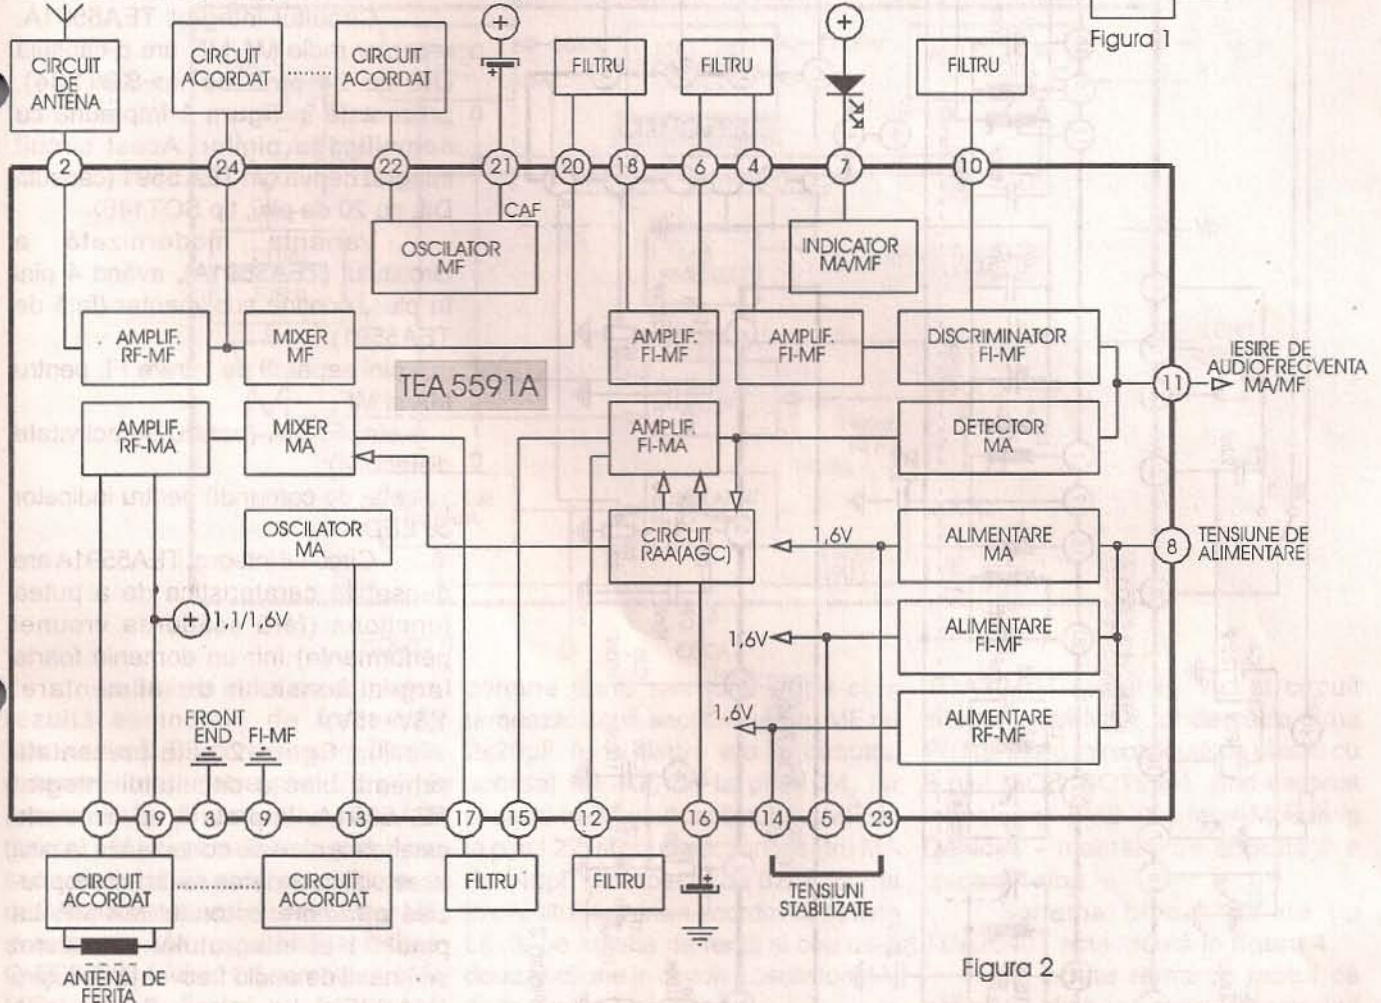 Figura 1
CIRCUIT
DE
ANTENA
CIRCUIT
ACORDAT
CIRCUIT
ACORDAT
+
+
FILTRU
FILTRU
+
FILTRU
2
24
22
21
20
18
6
4
7
10
CAF
OSCILATOR
MF
INDICATOR
MA/MF
AMPLIF.
RF-MF
MIXER
MF
AMPLIF.
FI-MF
AMPLIF.
FI-MF
DISCRIMINATOR
FI-MF
IESIRE DE
AUDIOFRECVENTA
MA/MF
11
TEA 5591A
AMPLIF.
RF-MA
MIXER
MA
AMPLIF.
FI-MA
DETECTOR
MA
OSCILATOR
MA
CIRCUIT
RAA(AGC)
1,6V
ALIMENTARE
MA
8
TENSIUNE DE
ALIMENTARE
+ 1,1/1,6V
1,6V
ALIMENTARE
FI-MF
1,6V
ALIMENTARE
RF-MF
FRONT
END
FI-MF
1
19
3
9
13
17
15
12
16
14
5
23
CIRCUIT
ACORDAT
CIRCUIT
ACORDAT
FILTRU
FILTRU
+
TENSIUNI
STABILIZATE
ANTENA DE
FERITA
Figura 2